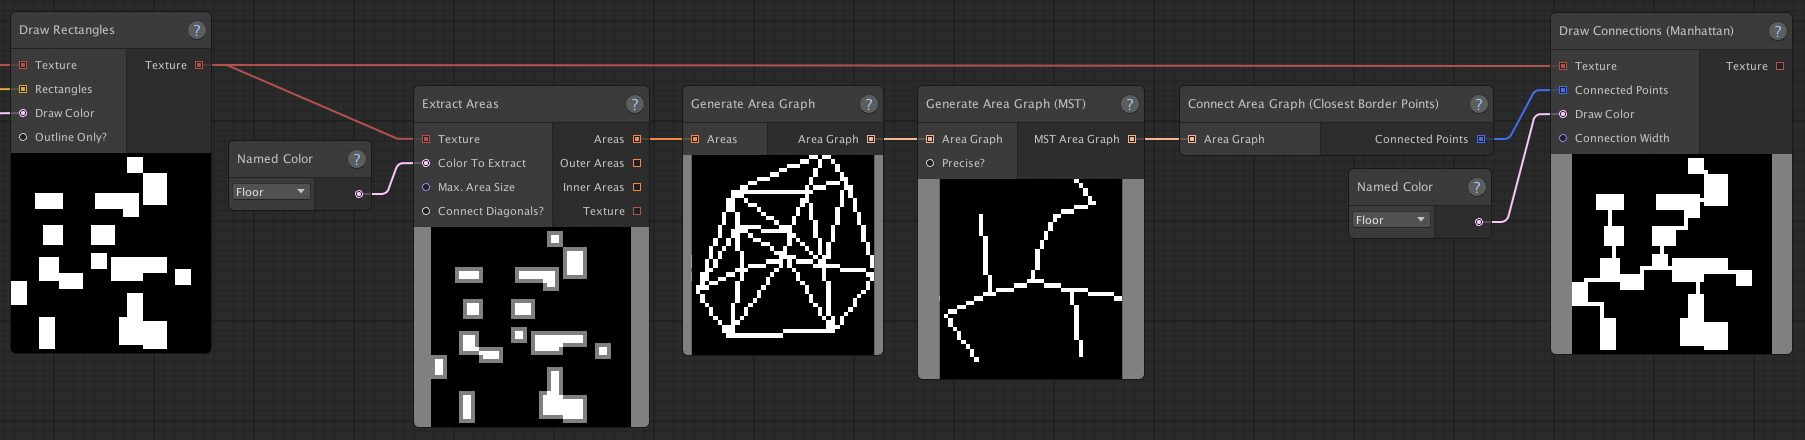 Draw Rectangles ?
Texture Texture
Rectangles
Draw Color
Outline Only?
Named Color ?
Floor
Extract Areas ?
Texture Areas
Color To Extract Outer Areas
Max. Area Size Inner Areas
Connect Diagonals? Texture
Generate Area Graph ?
Areas Area Graph
Generate Area Graph (MST) ?
Area Graph MST Area Graph
Precise?
Connect Area Graph (Closest Border Points) ?
Area Graph Connected Points
Named Color ?
Floor
Draw Connections (Manhattan) ?
Texture Texture
Connected Points
Draw Color
Connection Width